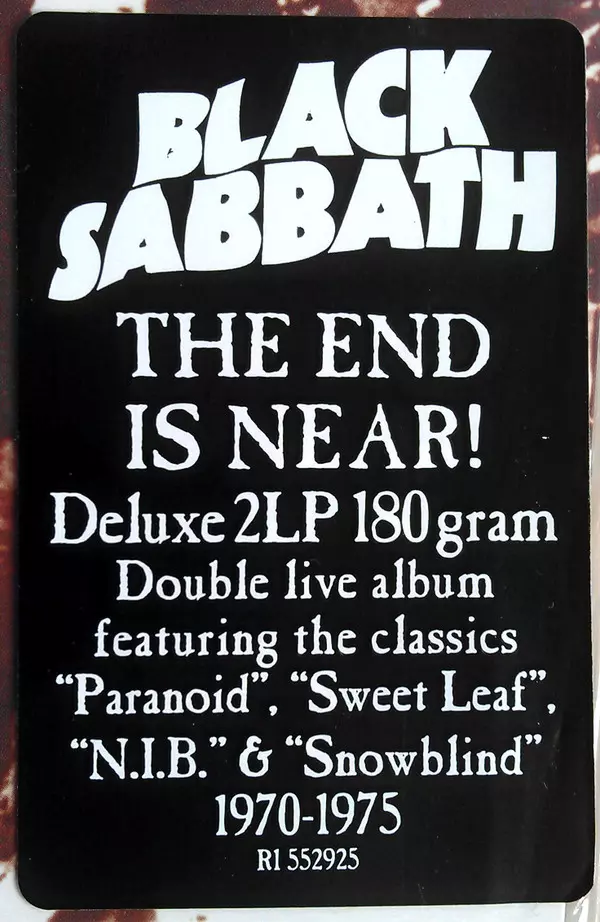 BLACK
SABBATH
THE END
IS NEAR!
Deluxe 2LP 180 gram
Double live album
featuring the classics
“Paranoid”, “Sweet Leaf”,
“N.I.B.” & “Snowblind”
1970-1975
R1 552925